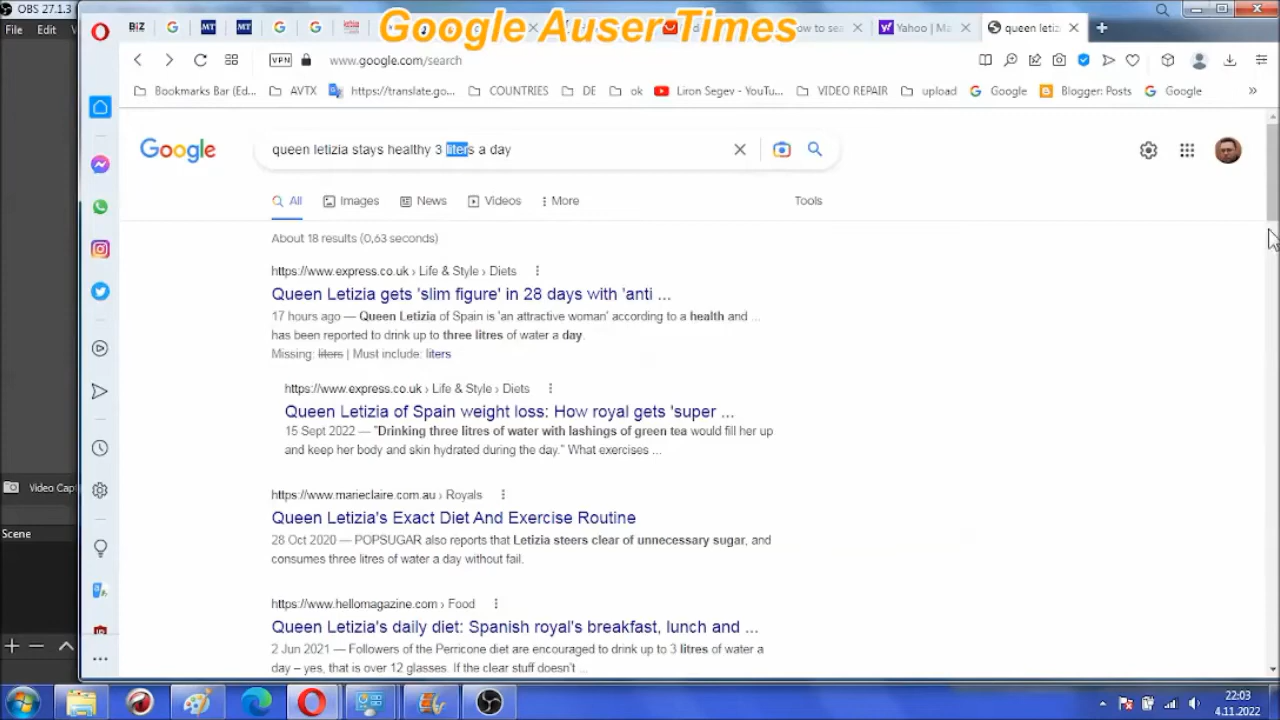 OBS 27.1.3
Google Auser Times
File Edit
BiZ
MT
MT
how to sea
Yahoo | Ma
queen letiz
VPN
www.google.com/search
Bookmarks Bar (Ed...
AVTX
https://translate.go...
COUNTRIES
DE
ok
Liron Segev - YouTu...
VIDEO REPAIR
upload
Google
Blogger: Posts
Google
»
Google
queen letizia stays healthy 3 liters a day
All
Images
News
Videos
More
Tools
About 18 results (0,63 seconds)
https://www.express.co.uk › Life & Style › Diets
Queen Letizia gets 'slim figure' in 28 days with 'anti ...
17 hours ago — Queen Letizia of Spain is 'an attractive woman' according to a health and ...
has been reported to drink up to three litres of water a day.
Missing: liters | Must include: liters
https://www.express.co.uk › Life & Style › Diets
Queen Letizia of Spain weight loss: How royal gets 'super ...
15 Sept 2022 — "Drinking three litres of water with lashings of green tea would fill her up
and keep her body and skin hydrated during the day." What exercises ...
https://www.marieclaire.com.au › Royals
Queen Letizia's Exact Diet And Exercise Routine
28 Oct 2020 — POPSUGAR also reports that Letizia steers clear of unnecessary sugar, and
consumes three litres of water a day without fail.
https://www.hellomagazine.com › Food
Queen Letizia's daily diet: Spanish royal's breakfast, lunch and ...
2 Jun 2021 — Followers of the Perricone diet are encouraged to drink up to 3 litres of water a
day – yes, that is over 12 glasses. If the clear stuff doesn't ...
Video Capt
Scene
22:03
4.11.2022